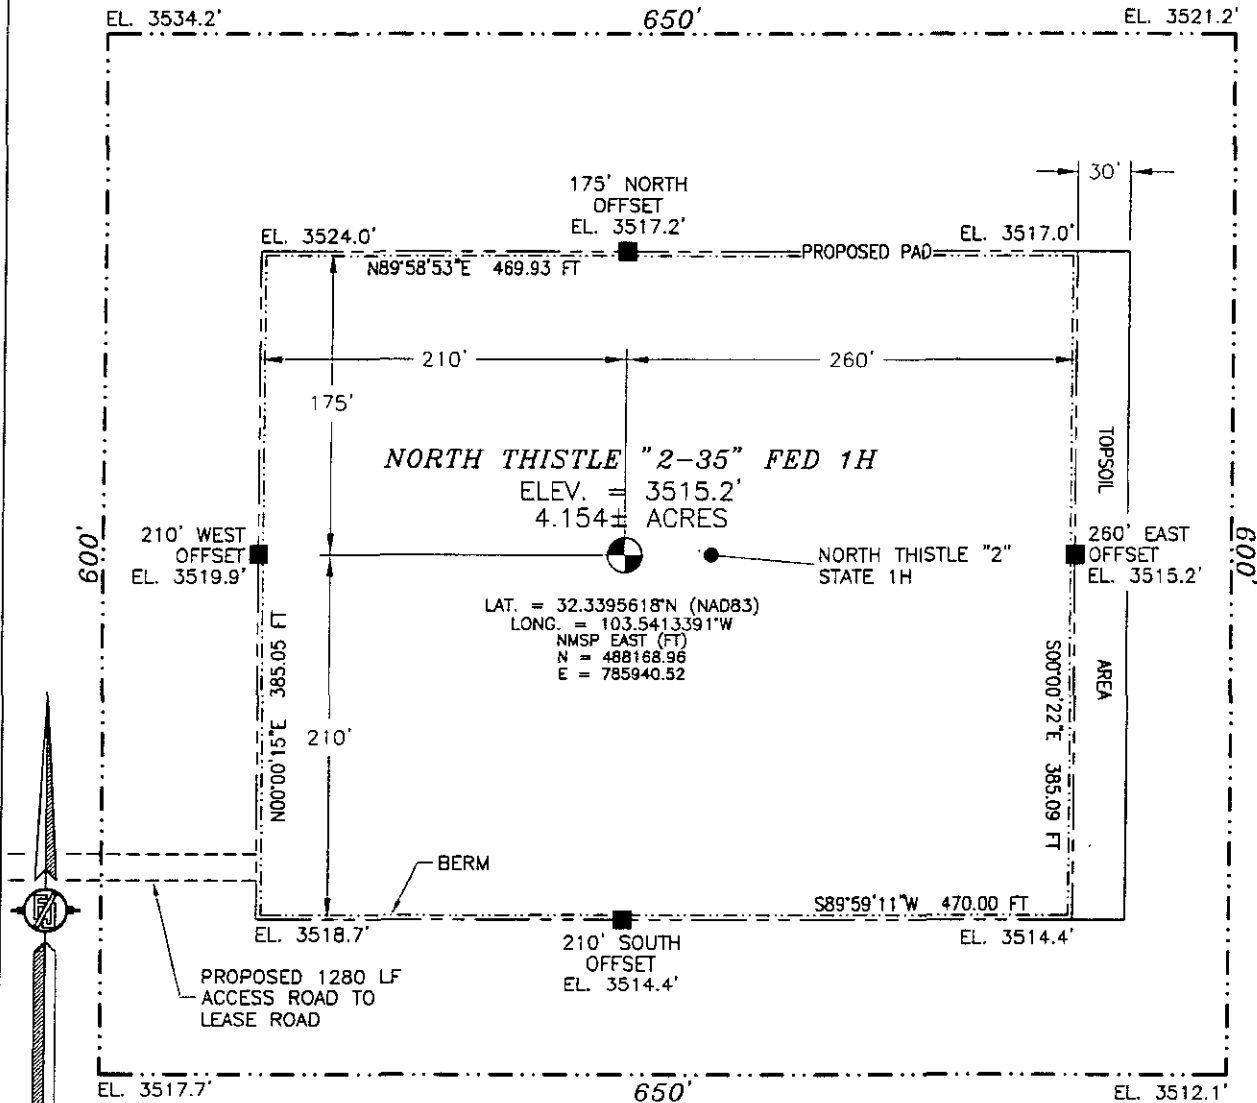 EL. 3534.2'
650'
EL. 3521.2'
30'
175' NORTH
OFFSET
EL. 3517.2'
EL. 3524.0'
EL. 3517.0'
PROPOSED PAD
N89°58'53"E 469.93 FT
210'
260'
175'
TOPSOIL AREA
NORTH THISTLE "2-35" FED 1H
ELEV. = 3515.2'
4.154± ACRES
600'
210' WEST
OFFSET
EL. 3519.9'
NORTH THISTLE "2"
STATE 1H
260' EAST
OFFSET
EL. 3515.2'
600'
LAT. = 32.3395618°N (NAD83)
LONG. = 103.5413391°W
NMSP EAST (FT)
N = 488168.96
E = 785940.52
N00°00'15"E 385.05 FT
210'
S00°00'22"E 385.09 FT
BERM
S89°59'11"W 470.00 FT
EL. 3518.7'
210' SOUTH
OFFSET
EL. 3514.4'
EL. 3514.4'
PROPOSED 1280 LF
ACCESS ROAD TO
LEASE ROAD
EL. 3517.7'
650'
EL. 3512.1'